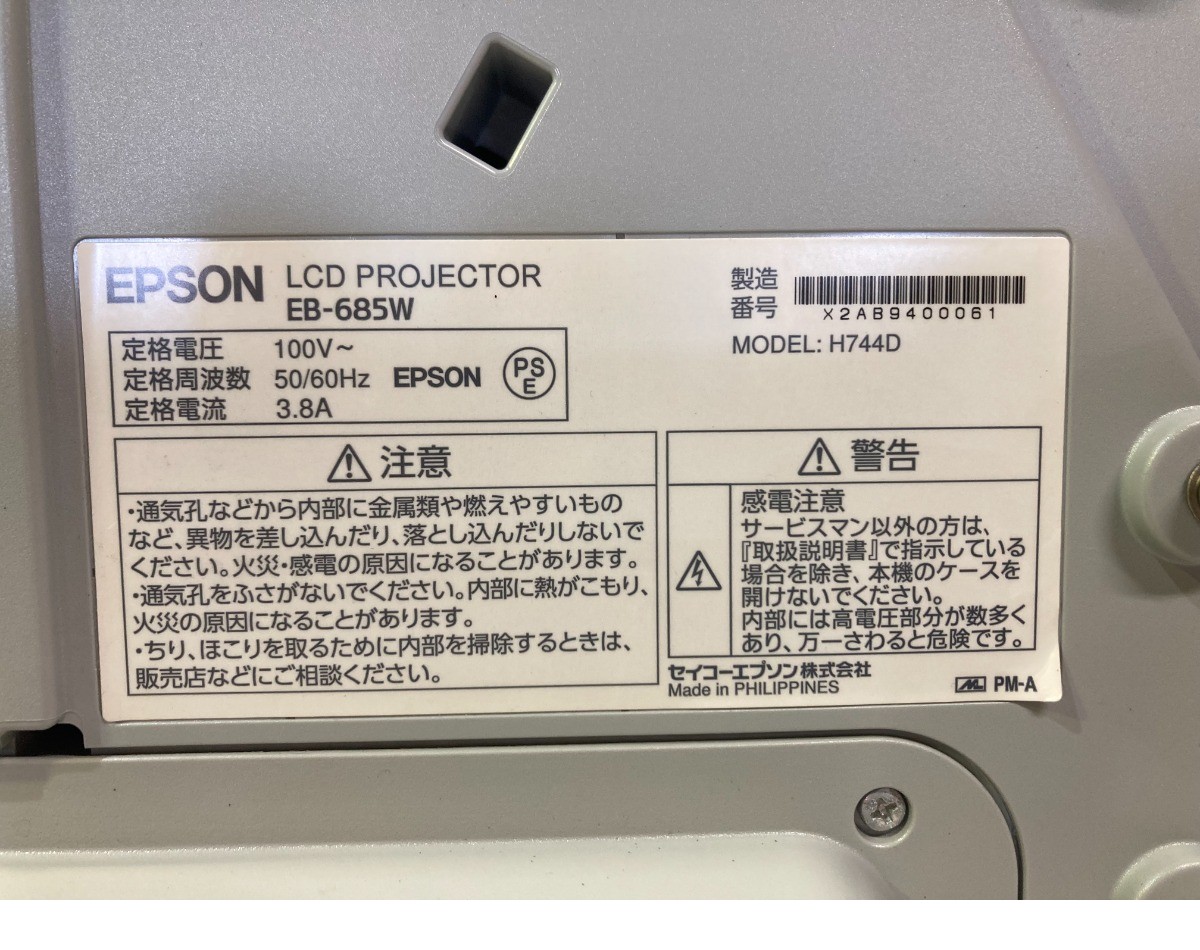 EPSON LCD PROJECTOR
EB-685W
製造
番号
X2AB9400061
MODEL: H744D
定格電圧 100V~
定格周波数 50/60Hz EPSON PS
E
定格電流 3.8A
注意
・通気孔などから内部に金属類や燃えやすいもの
など、異物を差し込んだり、落とし込んだりしないで
ください。火災・感電の原因になることがあります。
・通気孔をふさがないでください。内部に熱がこもり、
火災の原因になることがあります。
・ちり、ほこりを取るために内部を掃除するときは、
販売店などにご相談ください。
警告
感電注意
サービスマン以外の方は、
『取扱説明書』で指示している
場合を除き、本機のケースを
開けないでください。
内部には高電圧部分が数多く
あり、万一さわると危険です。
セイコーエプソン株式会社
Made in PHILIPPINES
PM-A